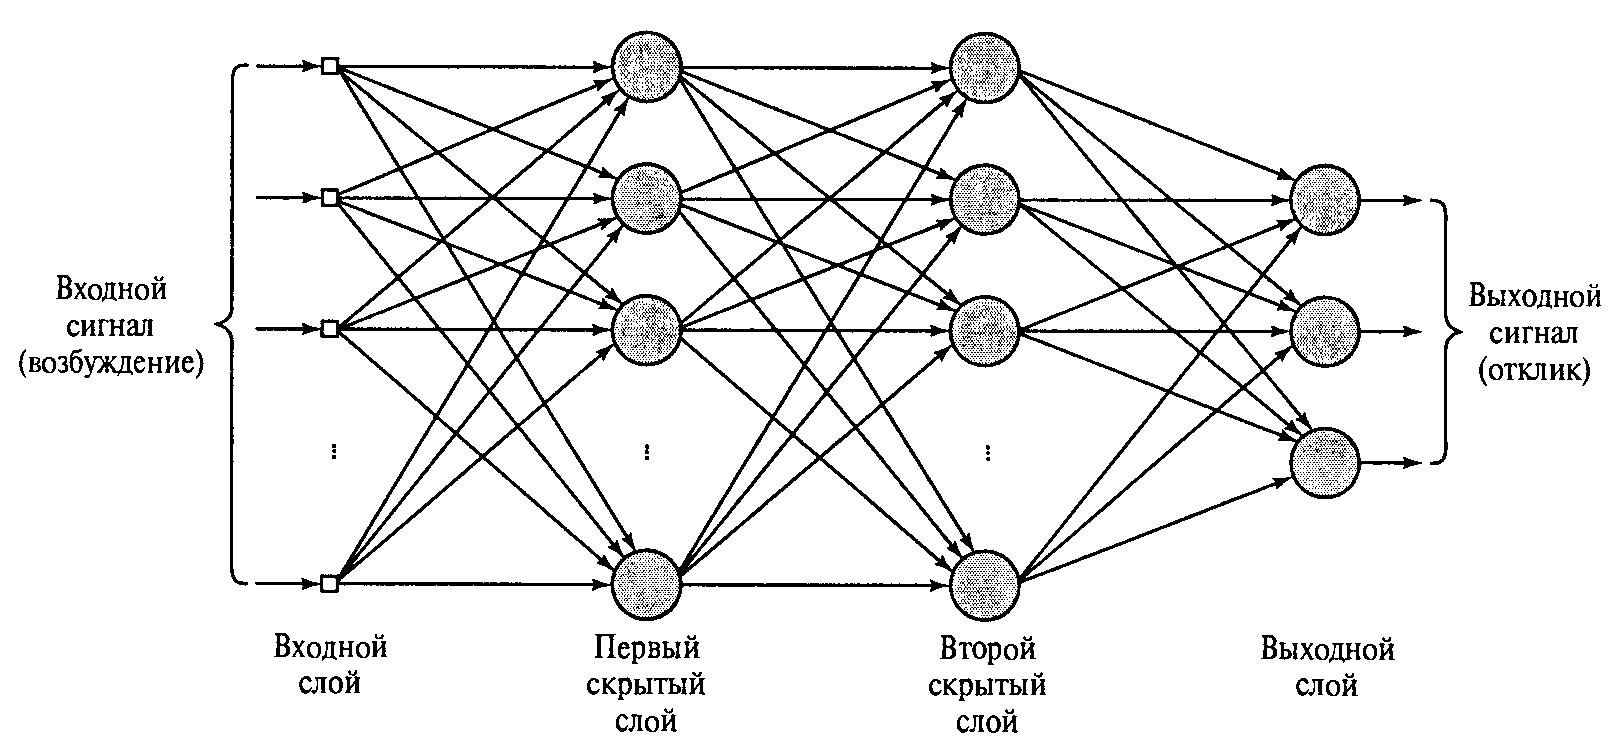 Входной
сигнал
(возбуждение)
...
...
...
Выходной
сигнал
(отклик)
Входной
слой
Первый
скрытый
слой
Второй
скрытый
слой
Выходной
слой